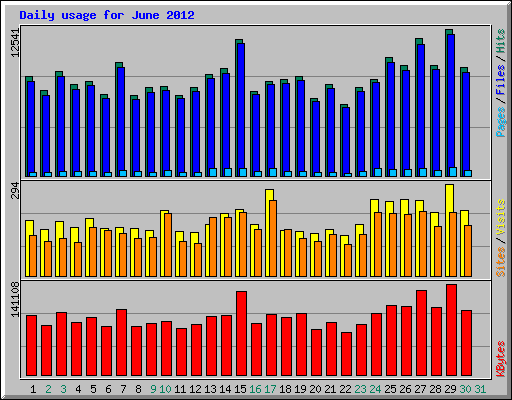 Daily usage for June 2012
12541
Pages / Files / Hits
294
Sites / Visits
141108
KBytes
1 2 3 4 5 6 7 8 9 10 11 12 13 14 15 16 17 18 19 20 21 22 23 24 25 26 27 28 29 30 31